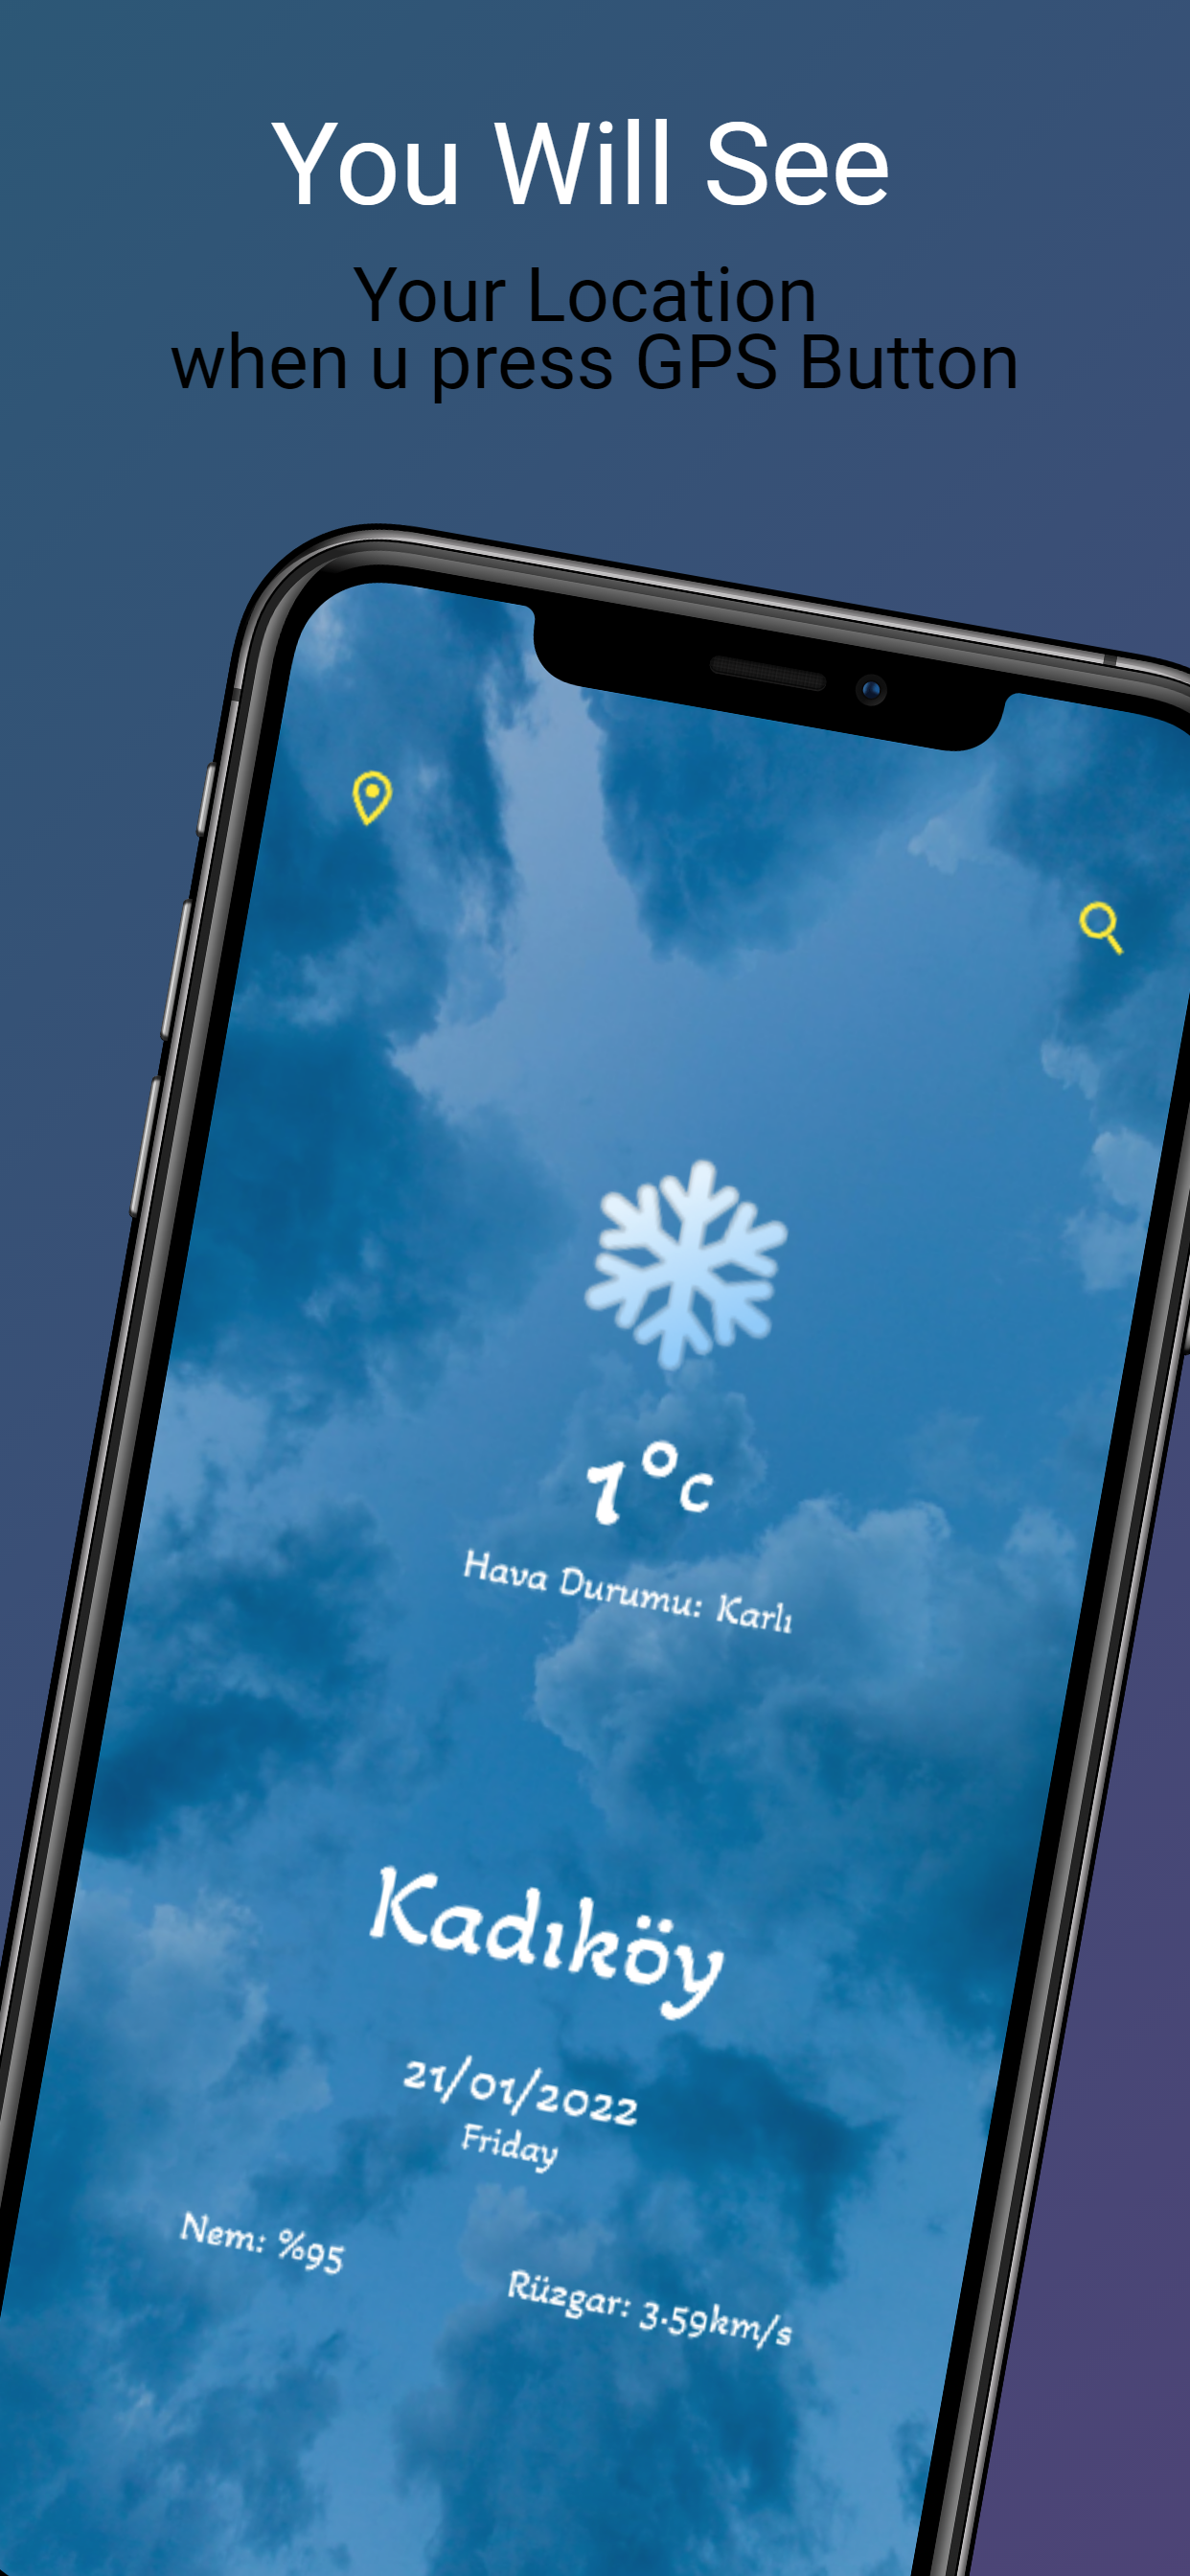 You Will See
Your Location
when u press GPS Button
1°c
Hava Durumu: Karlı
Kadıköy
21/01/2022
Friday
Nem: %95
Rüzgar: 3.59km/s